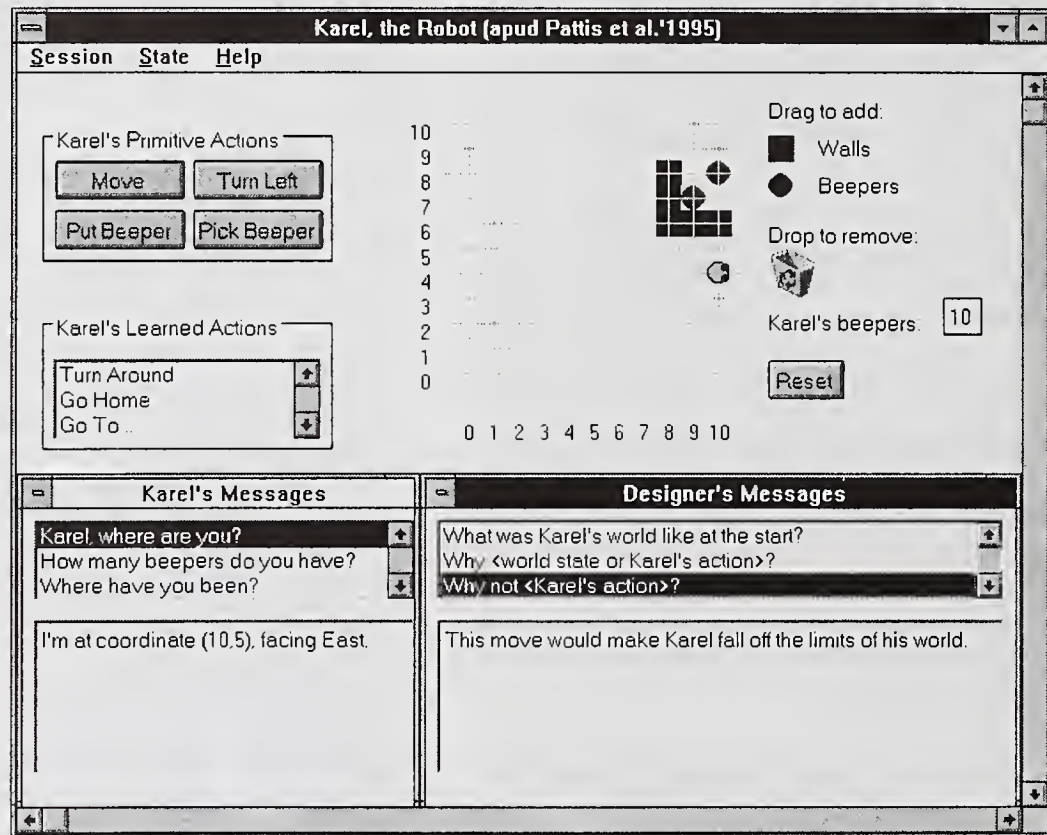 Karel, the Robot (apud Pattis et al.'1995)
Session State Help
Karel's Primitive Actions
Move Turn Left
Put Beeper Pick Beeper
Karel's Learned Actions
Turn Around
Go Home
Go To ..
10
9
8
7
6
5
4
3
2
1
0
0 1 2 3 4 5 6 7 8 9 10
Drag to add:
Walls
Beepers
Drop to remove:
Karel's beepers: 10
Reset
Karel's Messages
Karel, where are you?
How many beepers do you have?
Where have you been?
I'm at coordinate (10,5), facing East.
Designer's Messages
What was Karel's world like at the start?
Why <world state or Karel's action>?
Why not <Karel's action>?
This move would make Karel fall off the limits of his world.